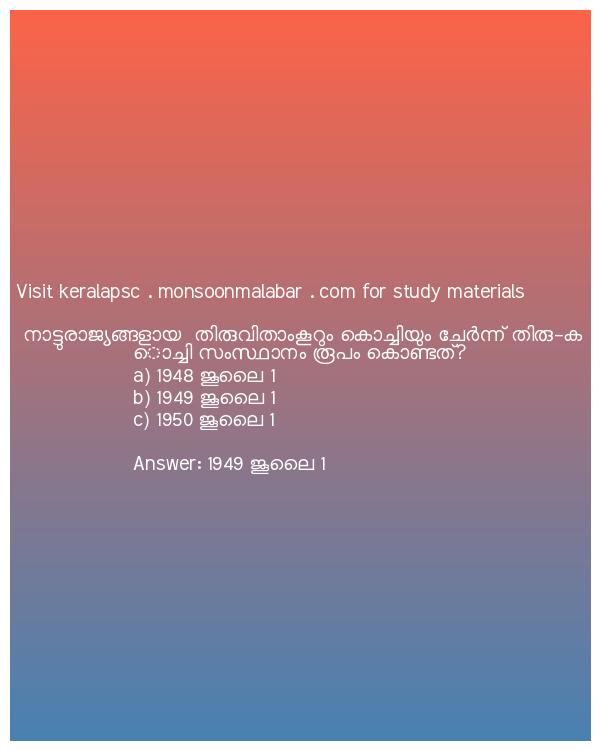 Visit keralapsc . monsoonmalabar . com for study materials
നാട്ടുരാജ്യങ്ങളായ  തിരുവിതാംകൂറും കൊച്ചിയും ചേർന്ന് തിരു-ക
ൊച്ചി സംസ്ഥാനം രൂപം കൊണ്ടത്?
a) 1948 ജൂലൈ 1
b) 1949 ജൂലൈ 1
c) 1950 ജൂലൈ 1
Answer: 1949 ജൂലൈ 1